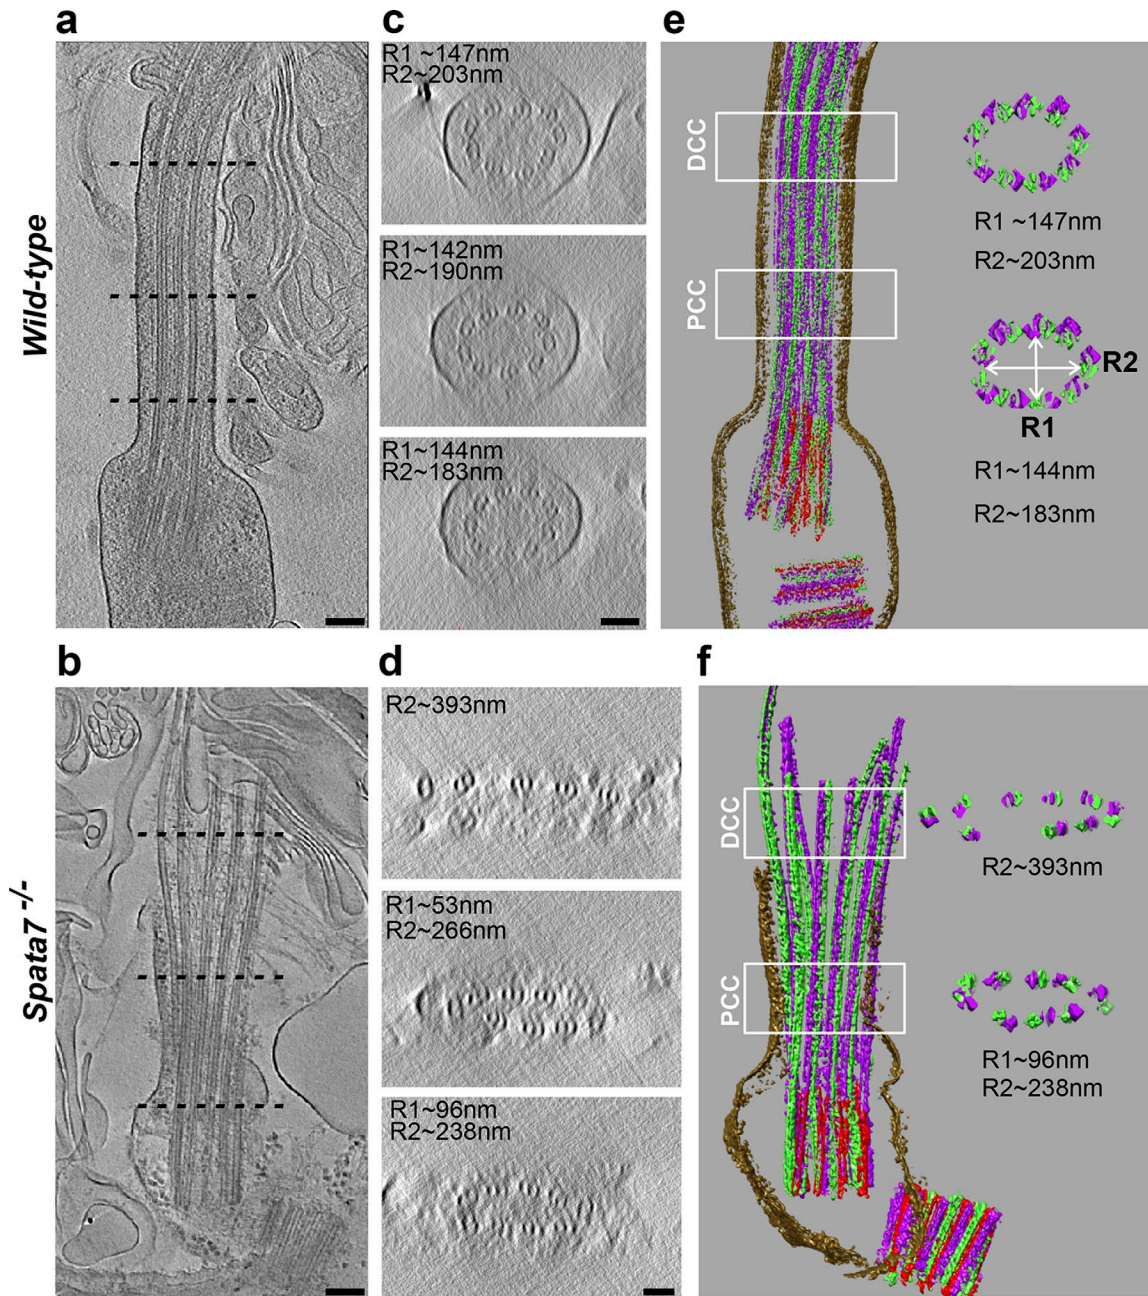 a
c
e
Wild-type
R1 ~147nm
R2~203nm
R1~142nm
R2~190nm
R1~144nm
R2~183nm
DCC
PCC
R1 ~147nm
R2~203nm
R2
R1
R1~144nm
R2~183nm
b
d
f
Spata7 -/-
R2~393nm
R1~53nm
R2~266nm
R1~96nm
R2~238nm
DCC
PCC
R2~393nm
R1~96nm
R2~238nm